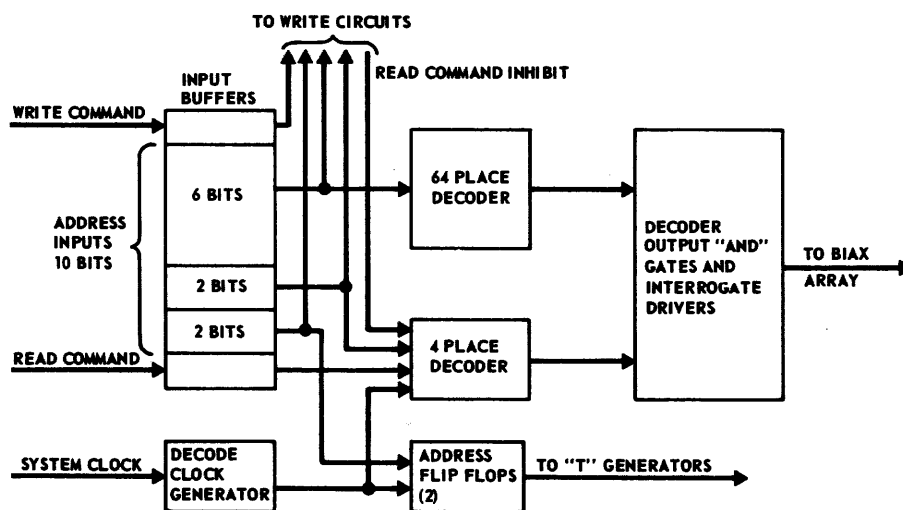 TO WRITE CIRCUITS
READ COMMAND INHIBIT
INPUT
BUFFERS
WRITE COMMAND
6 BITS
ADDRESS
INPUTS
10 BITS
2 BITS
2 BITS
READ COMMAND
64 PLACE
DECODER
4 PLACE
DECODER
DECODER
OUTPUT "AND"
GATES AND
INTERROGATE
DRIVERS
TO BIAX
ARRAY
SYSTEM CLOCK
DECODE
CLOCK
GENERATOR
ADDRESS
FLIP FLOPS
(2)
TO "T" GENERATORS